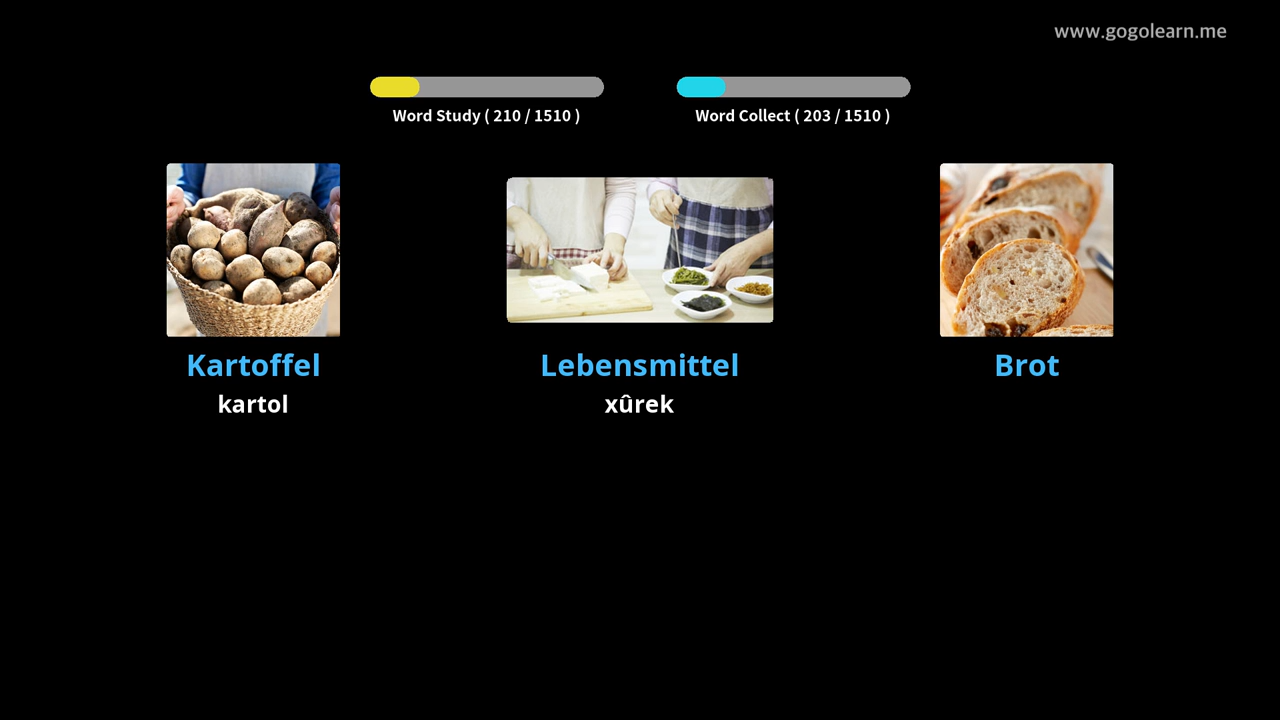 www.gogolearn.me
Word Study ( 210 / 1510 )
Word Collect ( 203 / 1510 )
Kartoffel
kartol
Lebensmittel
xûrek
Brot